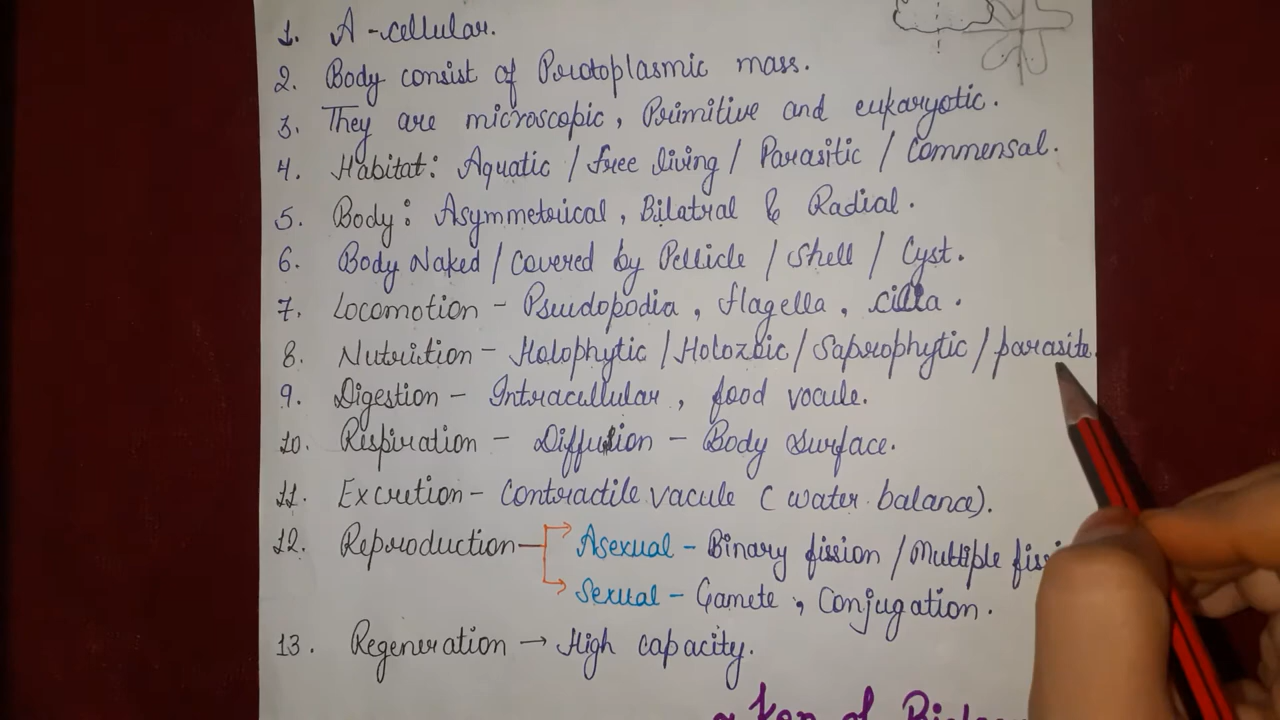 1. A-cellular.
2. Body consist of Protoplasmic mass.
3. They are microscopic, Primitive and eukaryotic.
4. Habitat: Aquatic / free living / Parasitic / Commensal.
5. Body: Asymmetrical, Bilatral & Radial.
6. Body Naked / Covered by Pellicle / Shell / Cyst.
7. Locomotion - Pseudopodia, flagella, cilia.
8. Nutrition - Holophytic / Holozoic / Saprophytic / parasite.
9. Digestion - Intracellular, food vocule.
10. Respiration - Diffusion - Body surface.
11. Excretion - Contractile vacule (water balance).
12. Reproduction Asexual - Binary fission / Multiple
Sexual - Gamete, Conjugation.
13. Regeneration → High capacity.
of